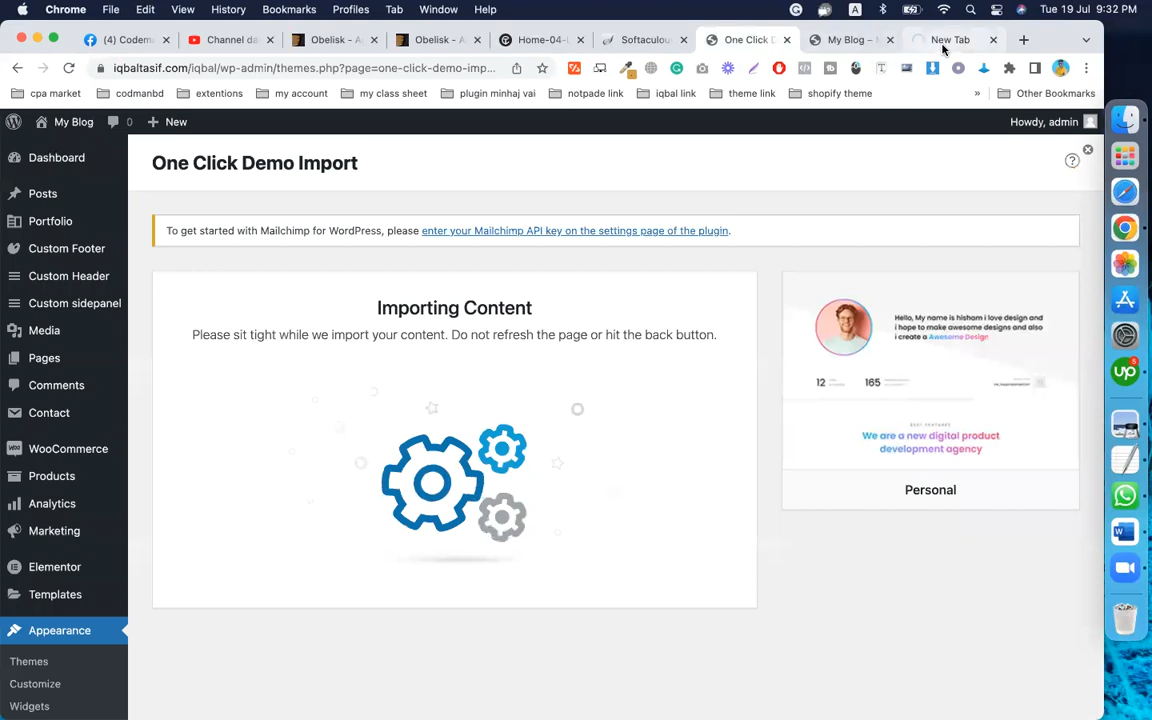 Chrome File Edit View History Bookmarks Profiles Tab Window Help A Tue 19 Jul 9:32 PM
(4) Codema Channel da Obelisk – A Obelisk – A Home-04- Softaculou One Click D My Blog – New Tab
iqbaltasif.com/iqbal/wp-admin/themes.php?page=one-click-demo-imp...
cpa market codmanbd extentions my account my class sheet plugin minhaj vai notpade link iqbal link theme link shopify theme » Other Bookmarks
My Blog 0 New Howdy, admin
Dashboard
Posts
Portfolio
Custom Footer
Custom Header
Custom sidepanel
Media
Pages
Comments
Contact
WooCommerce
Products
Analytics
Marketing
Elementor
Templates
Appearance
Themes
Customize
Widgets
One Click Demo Import
To get started with Mailchimp for WordPress, please enter your Mailchimp API key on the settings page of the plugin.
Importing Content
Please sit tight while we import your content. Do not refresh the page or hit the back button.
Hello, My name is hisham i love design and
i hope to make awesome designs and also
i create a Awesome Design
12 165
BEST FEATURES
We are a new digital product
development agency
Personal
up 5
W